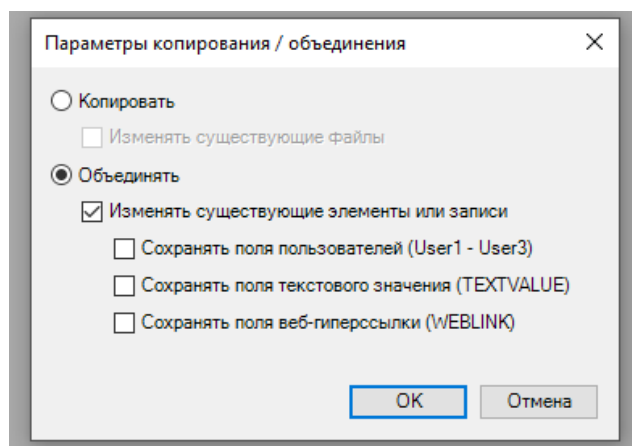 Параметры копирования / объединения
Копировать
Изменять существующие файлы
Объединять
Изменять существующие элементы или записи
Сохранять поля пользователей (User1 - User3)
Сохранять поля текстового значения (TEXTVALUE)
Сохранять поля веб-гиперссылки (WEBLINK)
OK
Отмена